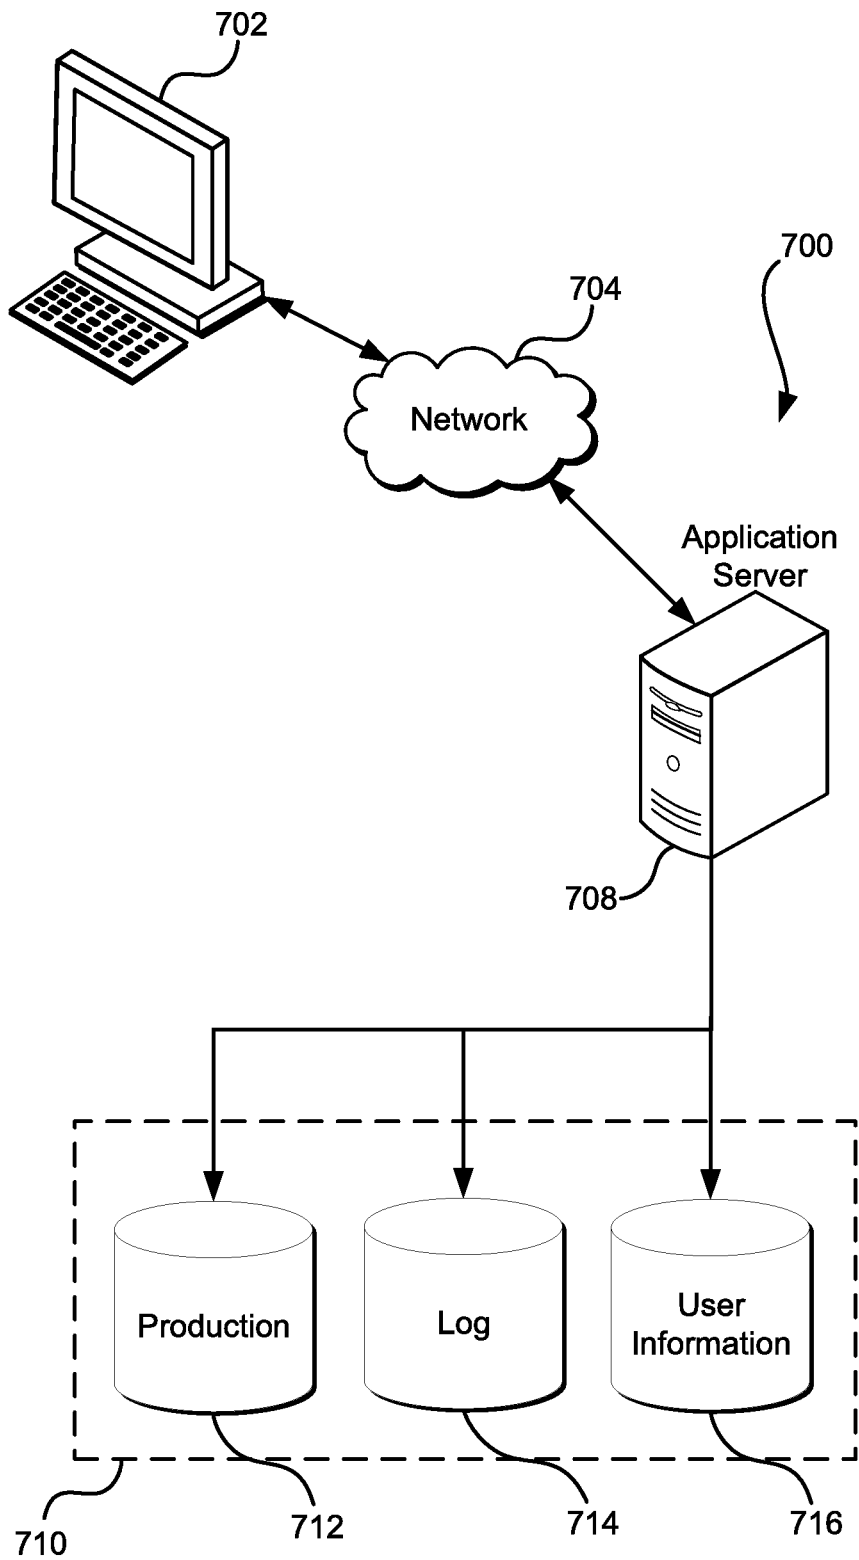 702
700
704
Network
Application
Server
708
Production
Log
User
Information
710
712
714
716